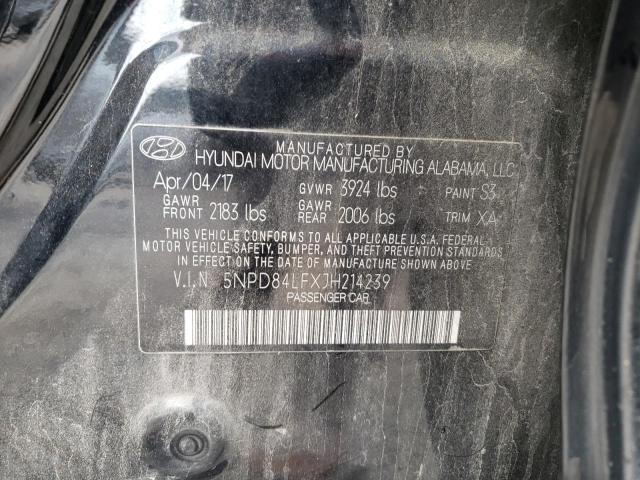 MANUFACTURED BY
HYUNDAI MOTOR MANUFACTURING ALABAMA, LLC
Apr/04/17 GVWR 3924 lbs PAINT S3
GAWR FRONT 2183 lbs GAWR REAR 2006 lbs TRIM XA
THIS VEHICLE CONFORMS TO ALL APPLICABLE U.S.A. FEDERAL
MOTOR VEHICLE SAFETY, BUMPER, AND THEFT PREVENTION STANDARDS
IN EFFECT ON THE DATE OF MANUFACTURE SHOWN ABOVE.
V.I.N 5NPD84LFXJH214239
PASSENGER CAR